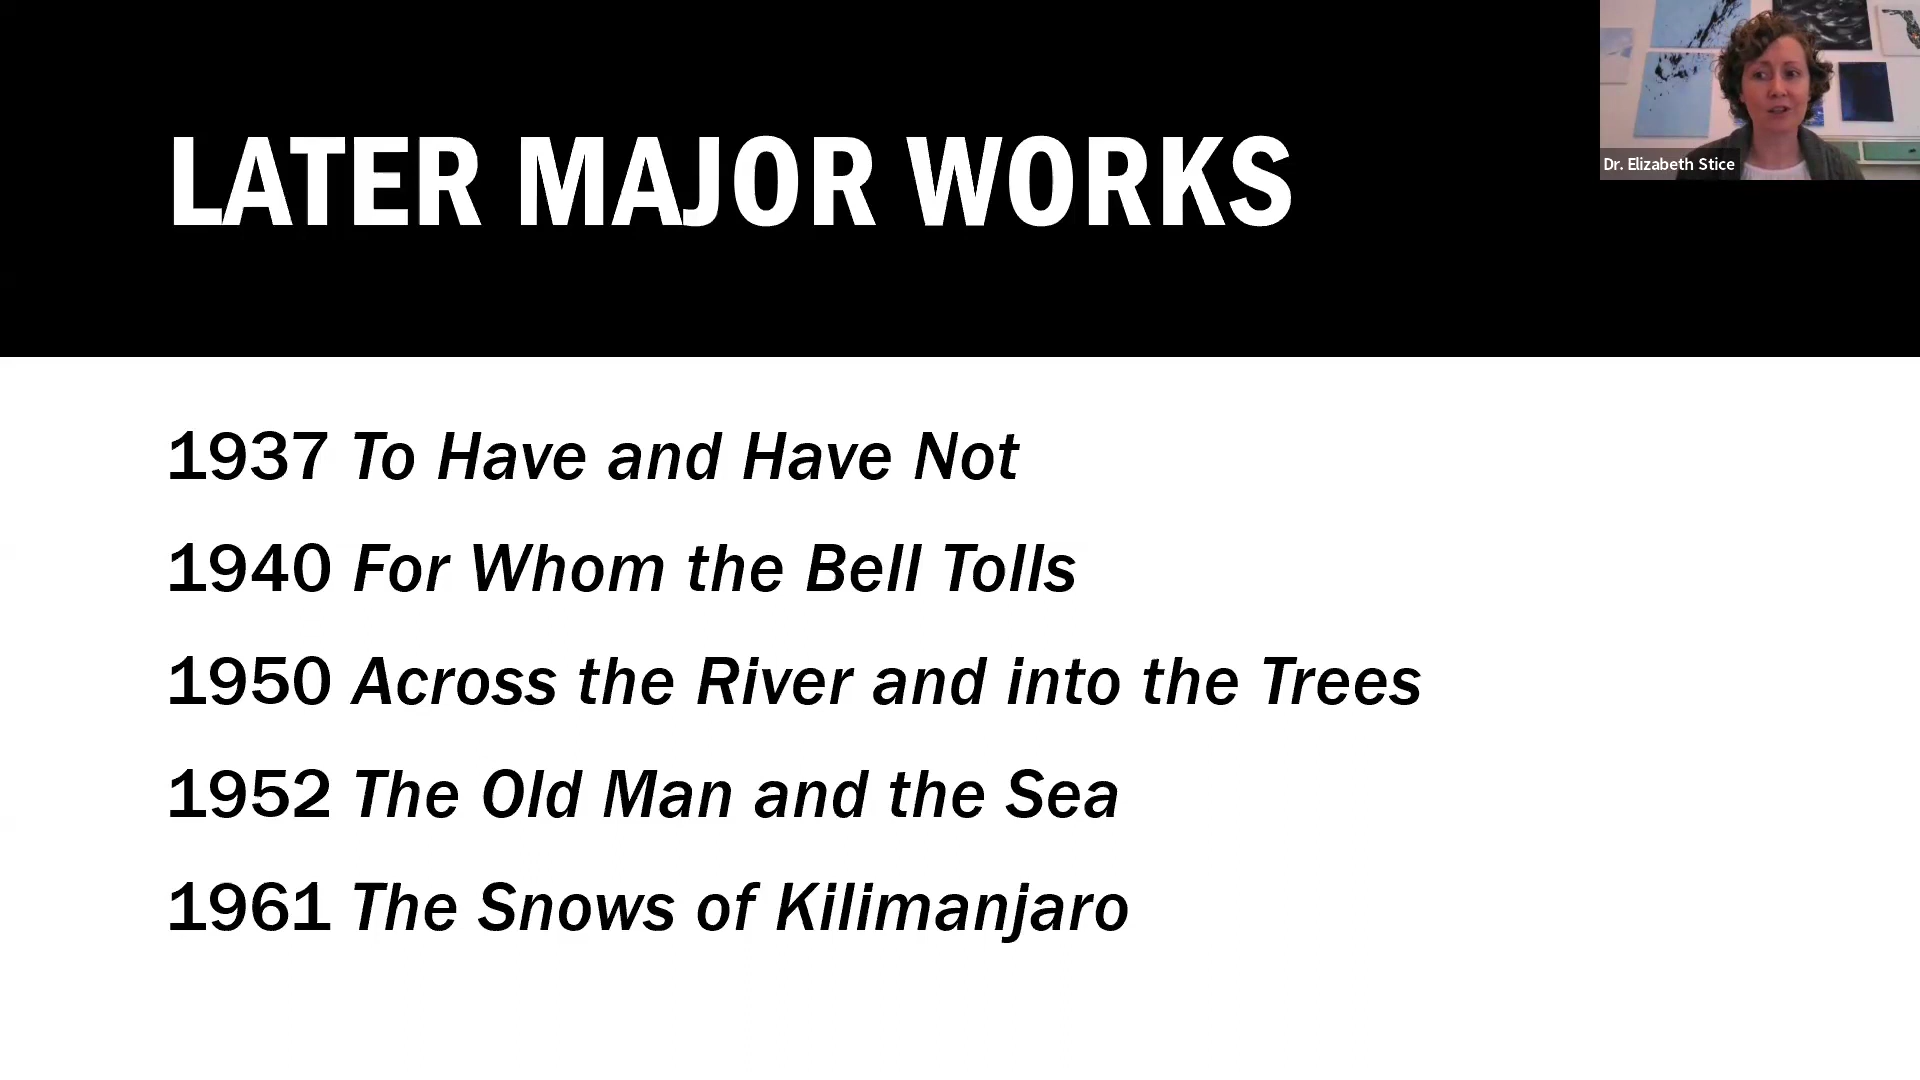 LATER MAJOR WORKS
Dr. Elizabeth Stice
1937 To Have and Have Not
1940 For Whom the Bell Tolls
1950 Across the River and into the Trees
1952 The Old Man and the Sea
1961 The Snows of Kilimanjaro